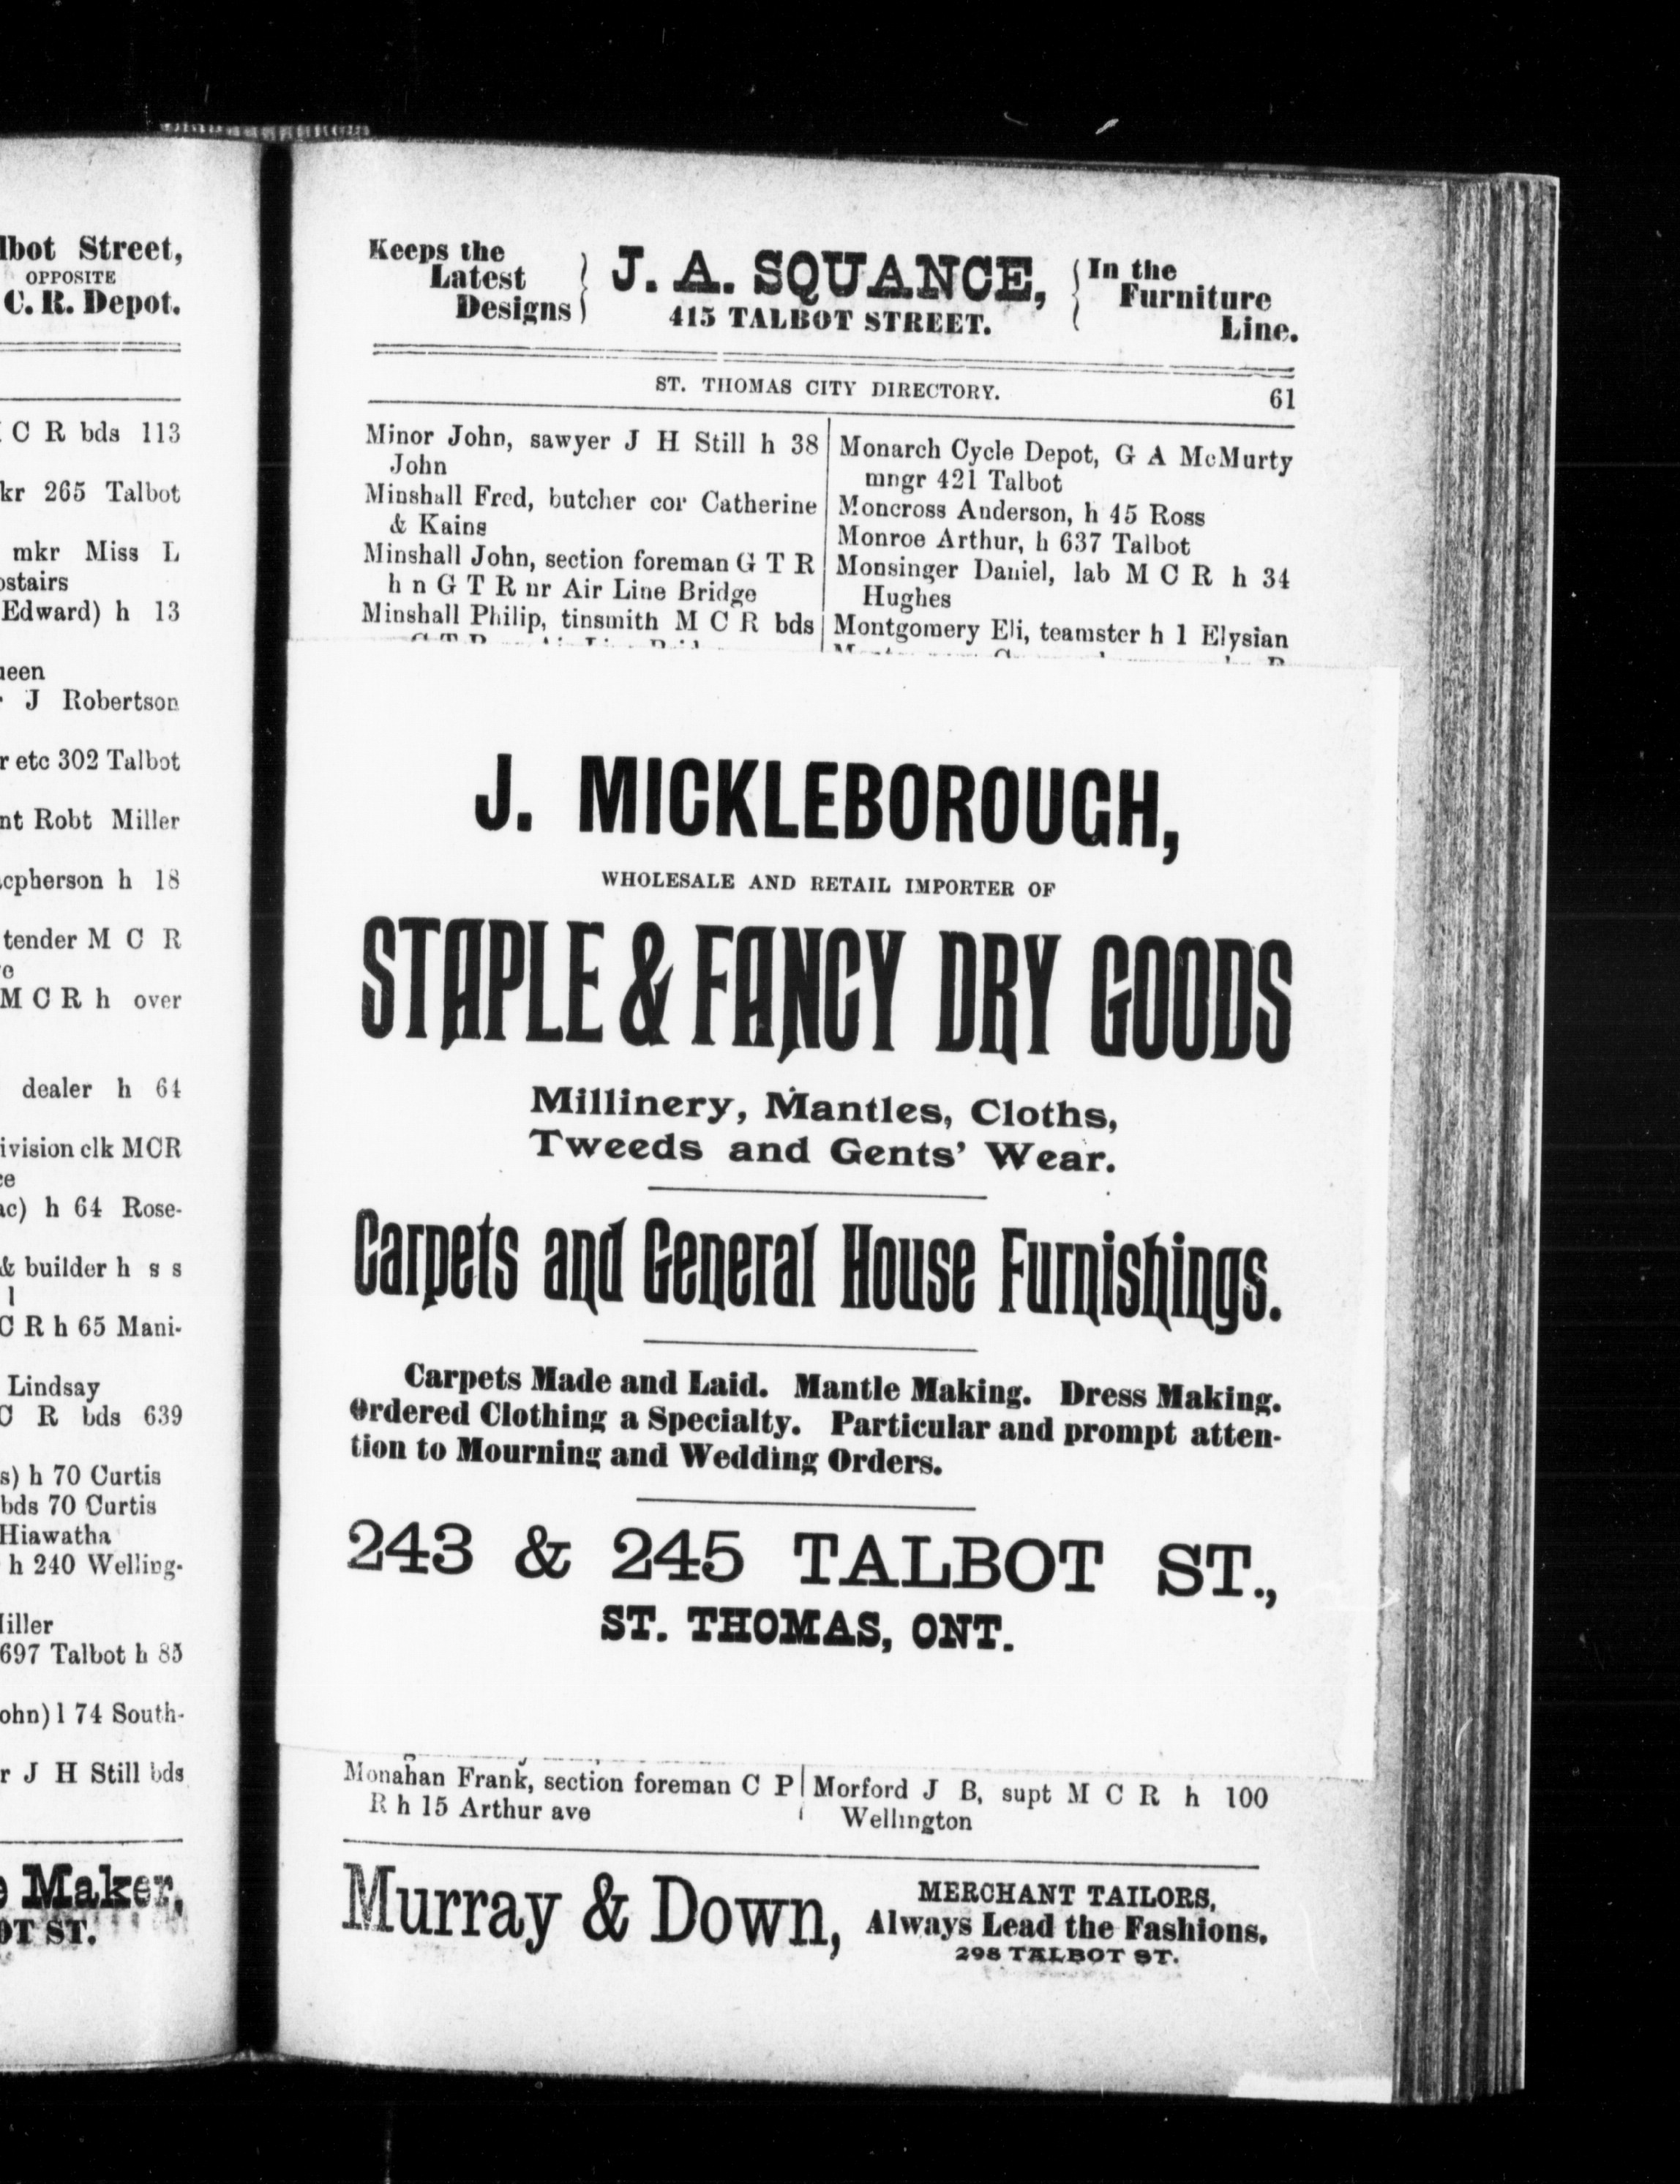 lbot Street,
OPPOSITE
C. R. Depot.
C R bds 113
kr 265 Talbot
mkr Miss L
ostairs
Edward) h 13
ueen
J Robertson
r etc 302 Talbot
nt Robt Miller
cpherson h 18
tender M C R
e
M C R h over
dealer h 64
ivision clk MCR
ce
ac) h 64 Rose-
& builder h s s
l
C R h 65 Mani-
Lindsay
C R bds 639
s) h 70 Curtis
bds 70 Curtis
Hiawatha
h 240 Welling-
Miller
697 Talbot h 85
ohn) l 74 South-
r J H Still bds
e Maker,
OT ST.
Keeps the
Latest
Designs
J. A. SQUANCE,
415 TALBOT STREET.
In the
Furniture
Line.
ST. THOMAS CITY DIRECTORY. 61
Minor John, sawyer J H Still h 38
John
Minshall Fred, butcher cor Catherine
& Kains
Minshall John, section foreman G T R
h n G T R nr Air Line Bridge
Minshall Philip, tinsmith M C R bds
Monarch Cycle Depot, G A McMurty
mngr 421 Talbot
Moncross Anderson, h 45 Ross
Monroe Arthur, h 637 Talbot
Monsinger Daniel, lab M C R h 34
Hughes
Montgomery Eli, teamster h 1 Elysian
J. MICKLEBOROUGH,
WHOLESALE AND RETAIL IMPORTER OF
STAPLE & FANCY DRY GOODS
Millinery, Mantles, Cloths,
Tweeds and Gents' Wear.
Carpets and General House Furnishings.
Carpets Made and Laid. Mantle Making. Dress Making.
Ordered Clothing a Specialty. Particular and prompt atten-
tion to Mourning and Wedding Orders.
243 & 245 TALBOT ST.,
ST. THOMAS, ONT.
Monahan Frank, section foreman C P
R h 15 Arthur ave
Morford J B, supt M C R h 100
Wellington
Murray & Down,
MERCHANT TAILORS,
Always Lead the Fashions.
298 TALBOT ST.